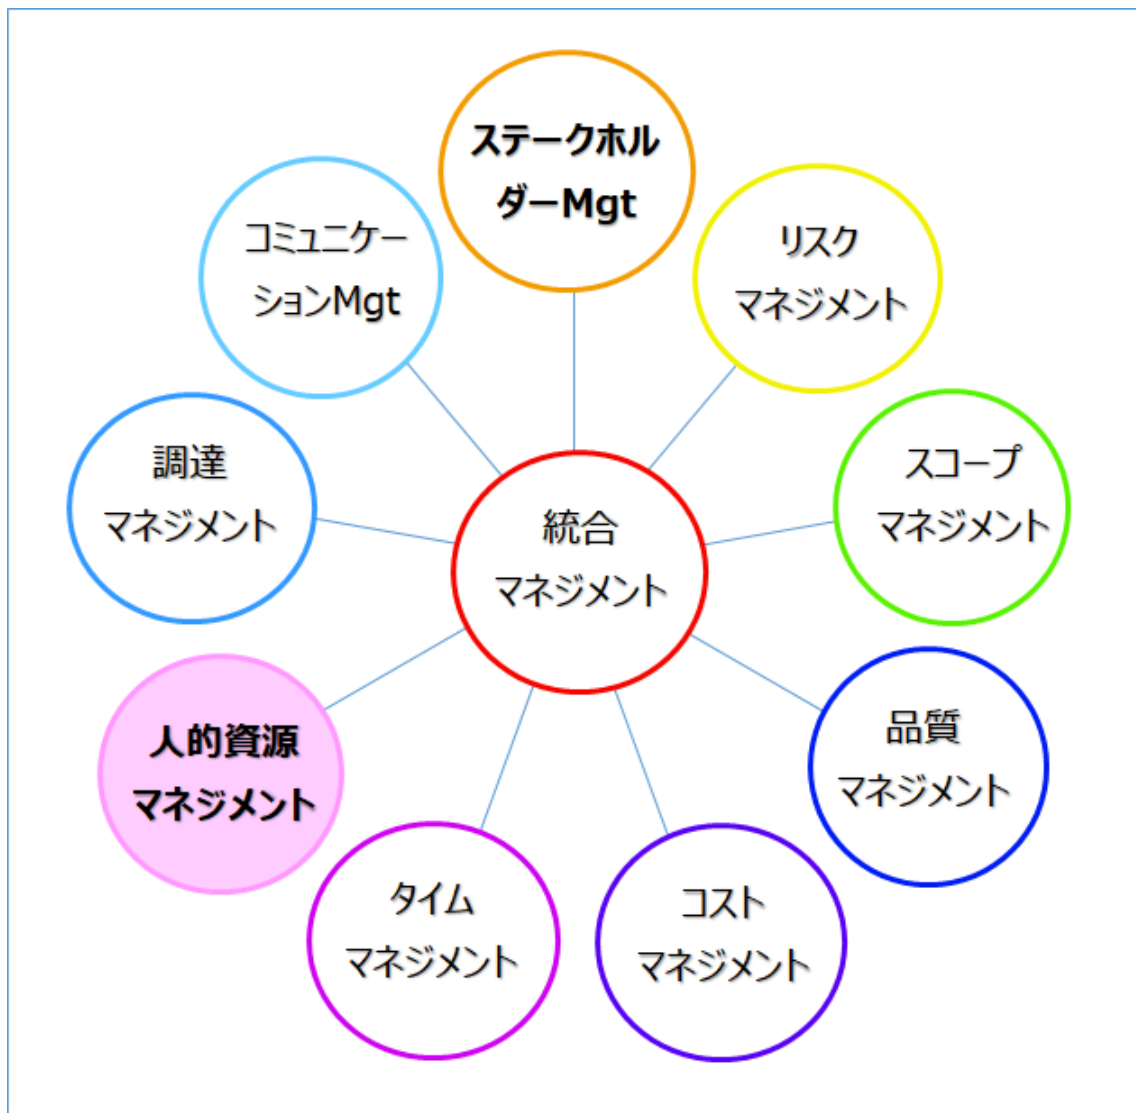 ステークホル
ダーMgt
コミュニケー
ションMgt
リスク
マネジメント
調達
マネジメント
スコープ
マネジメント
統合
マネジメント
人的資源
マネジメント
品質
マネジメント
タイム
マネジメント
コスト
マネジメント